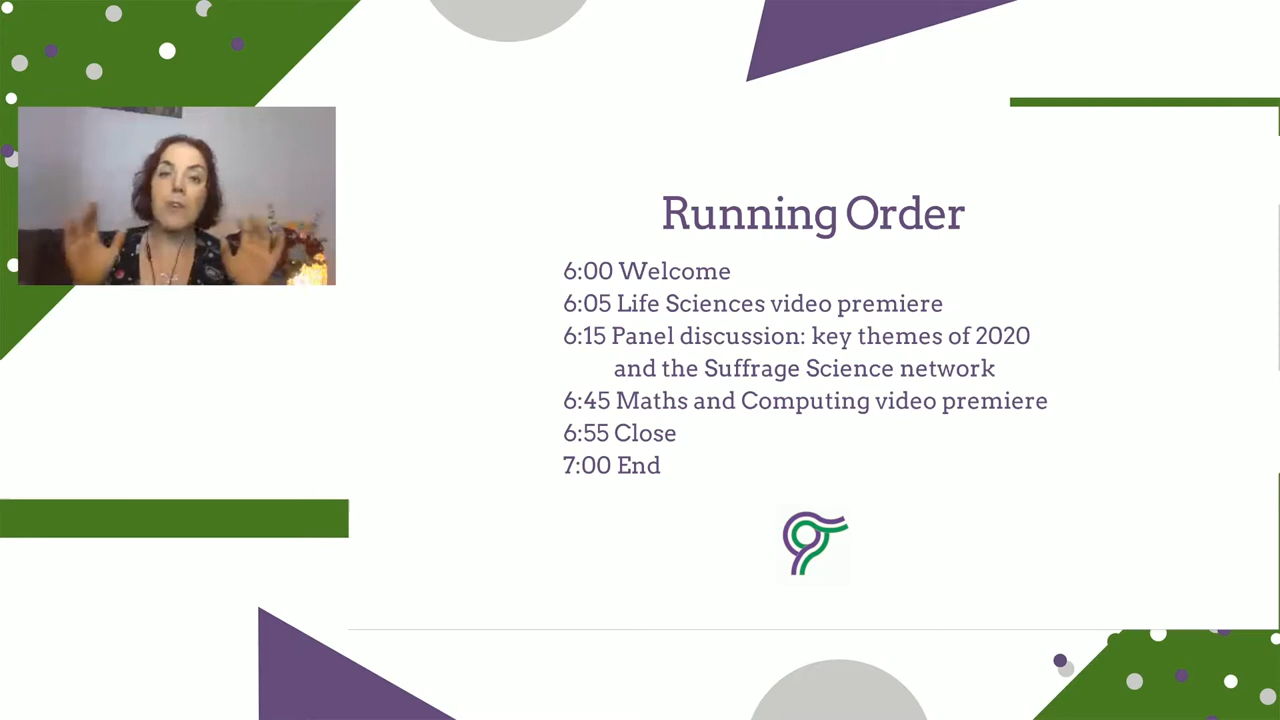 Running Order
6:00 Welcome
6:05 Life Sciences video premiere
6:15 Panel discussion: key themes of 2020
and the Suffrage Science network
6:45 Maths and Computing video premiere
6:55 Close
7:00 End